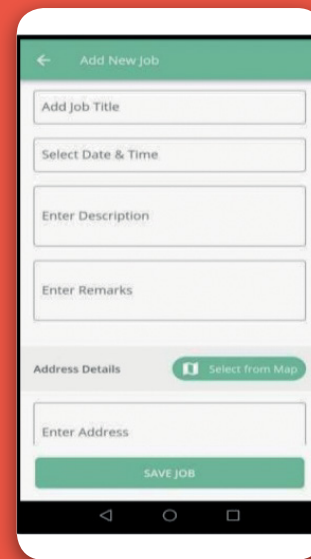 Add New Job
Add Job Title
Select Date & Time
Enter Description
Enter Remarks
Address Details
Select from Map
Enter Address
SAVE JOB